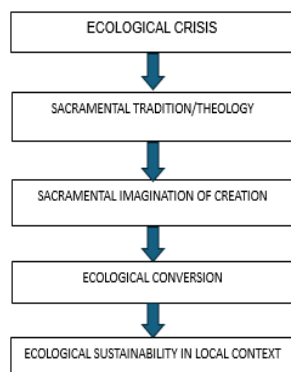 ECOLOGICAL CRISIS
SACRAMENTAL TRADITION/THEOLOGY
SACRAMENTAL IMAGINATION OF CREATION
ECOLOGICAL CONVERSION
ECOLOGICAL SUSTAINABILITY IN LOCAL CONTEXT